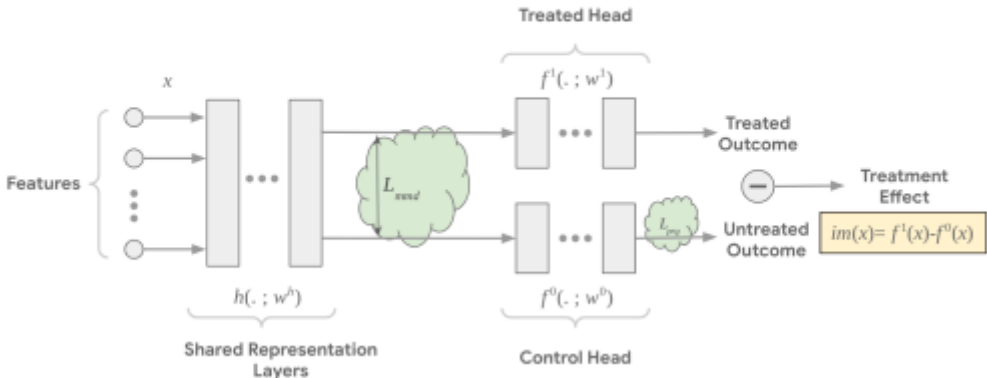 Treated Head
f¹(. ; w¹)
x
Features
L_mmd
Treated
Outcome
Treatment
Effect
Untreated
Outcome
im(x)= f¹(x)-f⁰(x)
h(. ; wʰ)
f⁰(. ; w⁰)
Shared Representation
Layers
Control Head